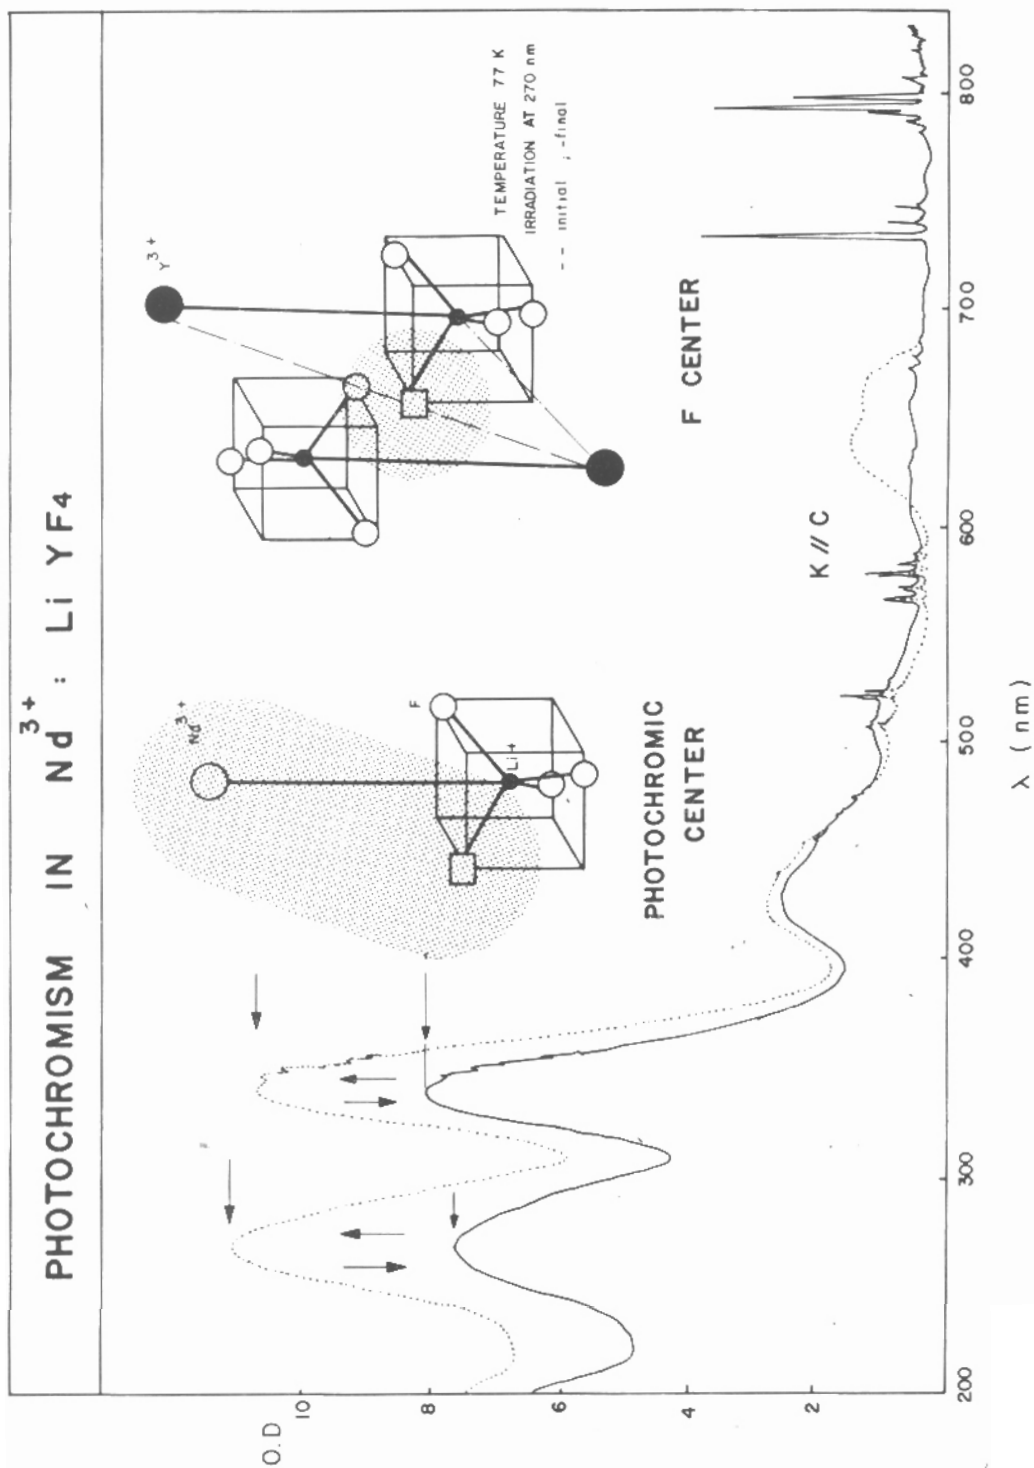 PHOTOCHROMISM IN Nd3+ : Li YF4
O.D
10
8
6
4
2
Nd3+
F
Li+
PHOTOCHROMIC
CENTER
Y3+
TEMPERATURE 77 K
IRRADIATION AT 270 nm
-- initial ; -final
F CENTER
K // C
200
300
400
500
600
700
800
λ (nm)